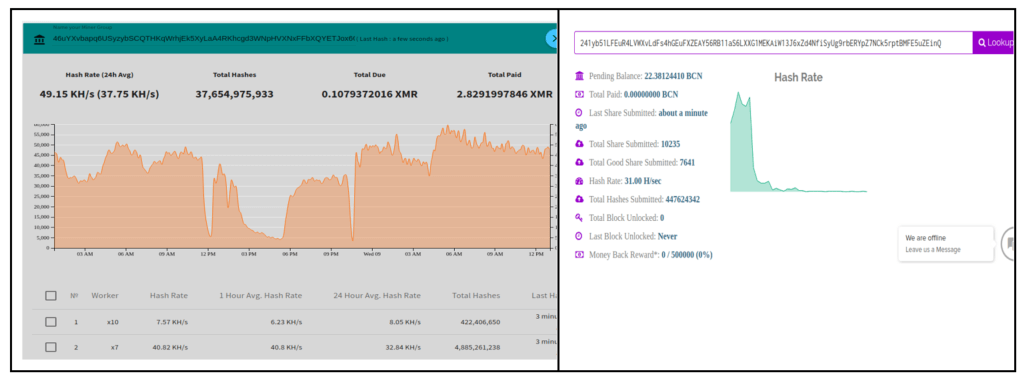 46uYXvbapq6USyzybSCQTHKqWrhjEk5XyLaA4RKhcgd3WNpHVXNxFFbXQYETJox6f ( Last Hash : a few seconds ago )
Hash Rate (24h Avg) Total Hashes Total Due Total Paid
49.15 KH/s (37.75 KH/s) 37,654,975,933 0.1079372016 XMR 2.8291997846 XMR
60,000
55,000
50,000
45,000
40,000
35,000
30,000
25,000
20,000
15,000
10,000
5,000
0
03 AM 06 AM 09 AM 12 PM 03 PM 06 PM 09 PM Wed 09 03 AM 06 AM 09 AM 12 PM
№ Worker Hash Rate 1 Hour Avg. Hash Rate 24 Hour Avg. Hash Rate Total Hashes Last H
1 x10 7.57 KH/s 6.23 KH/s 8.05 KH/s 422,406,650 3 minu
2 x7 40.82 KH/s 40.8 KH/s 32.84 KH/s 4,885,261,238 3 minu
241yb51LFEuR4LVWXvLdFs4hGEuFXZEAY56RB11aS6LXXG1MEKAiW13J6xZd4NfiSyUg9rbERYpZ7NCk5rptBMFE5uZEinQ Lookup
Pending Balance: 22.38124410 BCN
Total Paid: 0.00000000 BCN
Last Share Submitted: about a minute
ago
Total Share Submitted: 10235
Total Good Share Submitted: 7641
Hash Rate: 31.00 H/sec
Total Hashes Submitted: 447624342
Total Block Unlocked: 0
Last Block Unlocked: Never
Money Back Reward*: 0 / 500000 (0%)
Hash Rate
We are offline
Leave us a Message